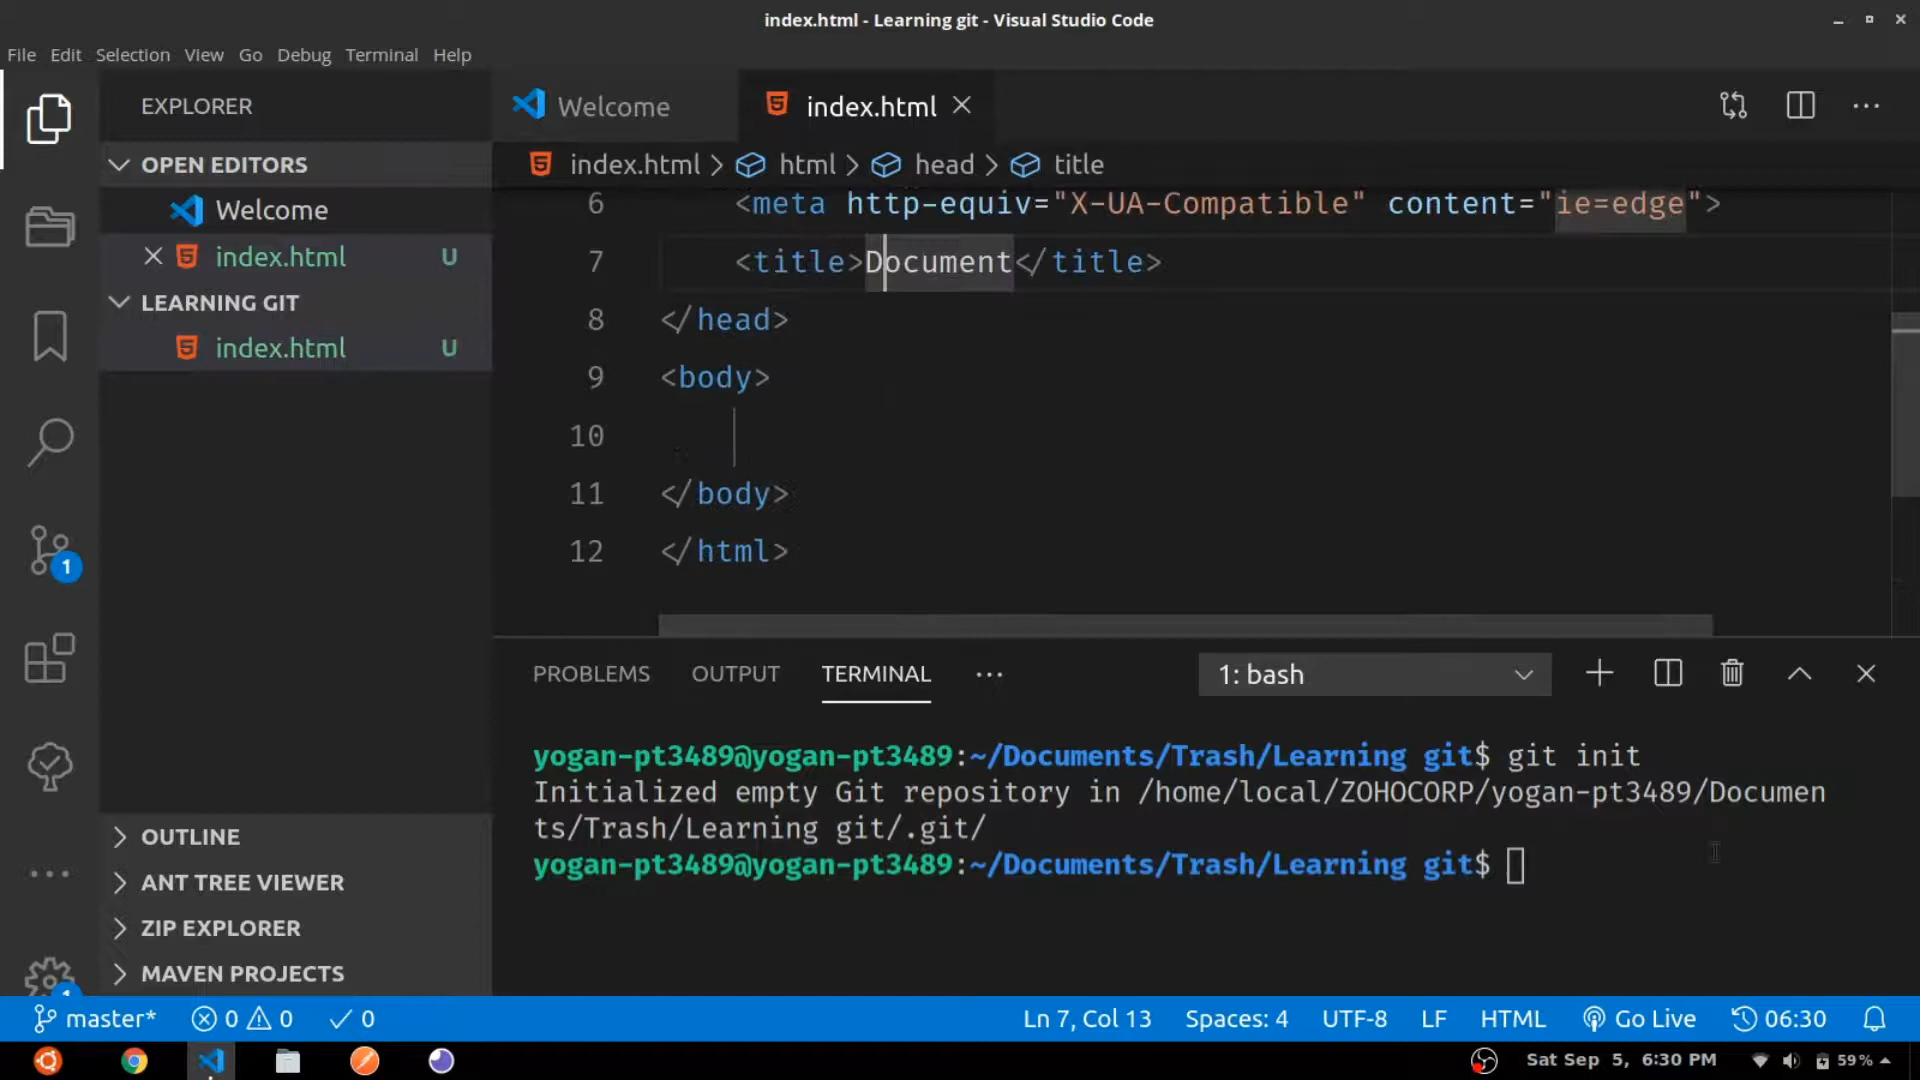 index.html - Learning git - Visual Studio Code
File Edit Selection View Go Debug Terminal Help
EXPLORER
OPEN EDITORS
Welcome
index.html U
LEARNING GIT
index.html U
OUTLINE
ANT TREE VIEWER
ZIP EXPLORER
MAVEN PROJECTS
1
Welcome
index.html
index.html > html > head > title
6 <meta http-equiv="X-UA-Compatible" content="ie=edge">
7 <title>Document</title>
8 </head>
9 <body>
10
11 </body>
12 </html>
PROBLEMS OUTPUT TERMINAL ... 1: bash
yogan-pt3489@yogan-pt3489:~/Documents/Trash/Learning git$ git init
Initialized empty Git repository in /home/local/ZOHOCORP/yogan-pt3489/Documen
ts/Trash/Learning git/.git/
yogan-pt3489@yogan-pt3489:~/Documents/Trash/Learning git$
master* 0 0 0 Ln 7, Col 13 Spaces: 4 UTF-8 LF HTML Go Live 06:30
Sat Sep 5, 6:30 PM 59%